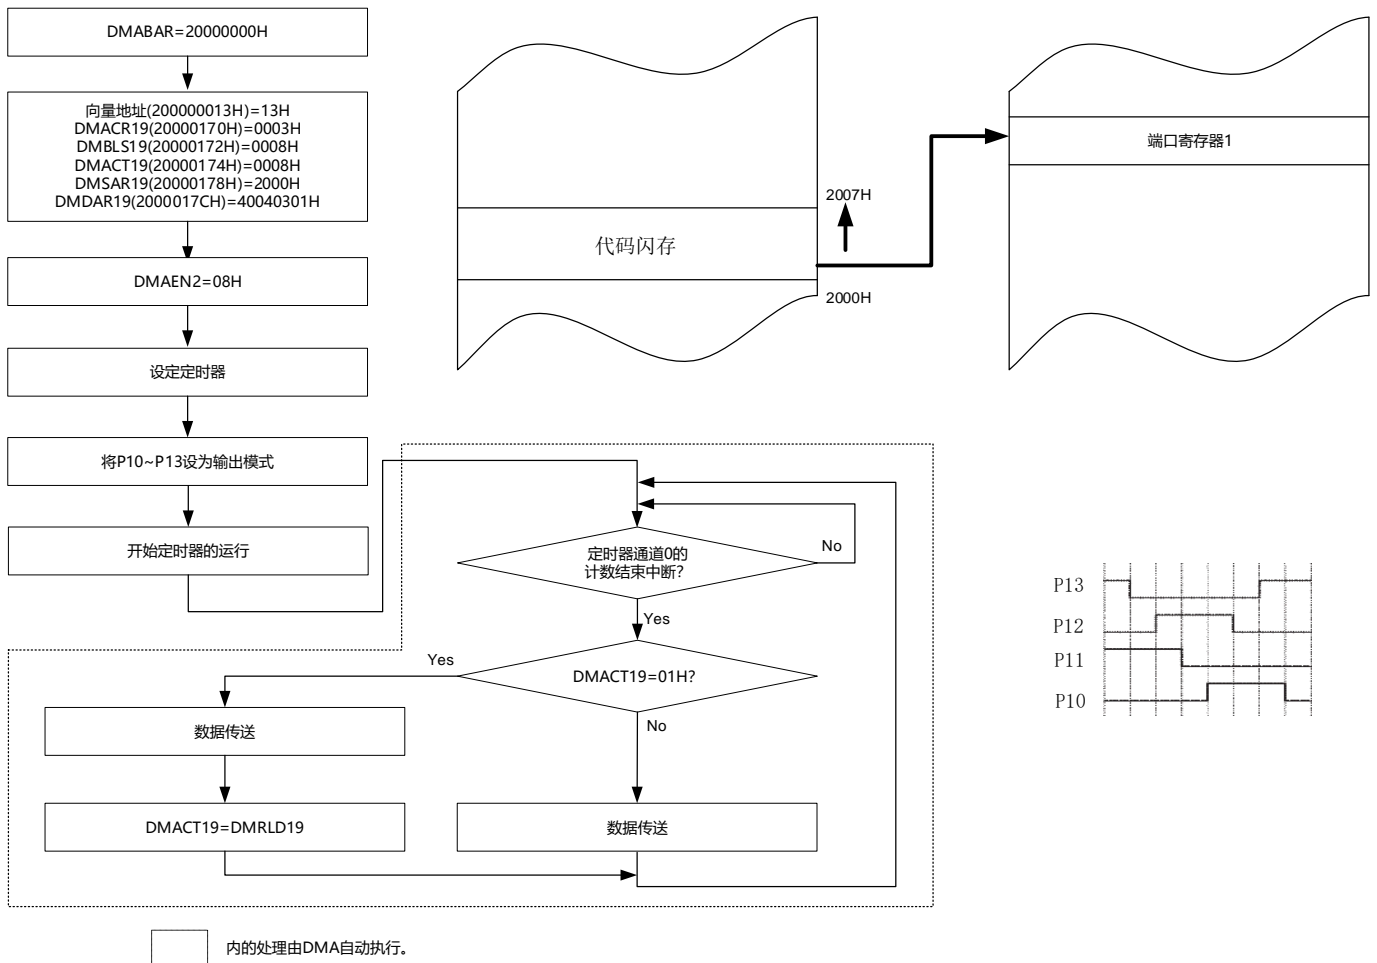 DMABAR=20000000H
向量地址(200000013H)=13H
DMACR19(20000170H)=0003H
DMBLS19(20000172H)=0008H
DMACT19(20000174H)=0008H
DMSAR19(20000178H)=2000H
DMDAR19(2000017CH)=40040301H
DMAEN2=08H
设定定时器
将P10~P13设为输出模式
开始定时器的运行
2007H
代码闪存
2000H
端口寄存器1
定时器通道0的
计数结束中断?
No
Yes
DMACT19=01H?
Yes
No
数据传送
DMACT19=DMRLD19
数据传送
P13
P12
P11
P10
内的处理由DMA自动执行。